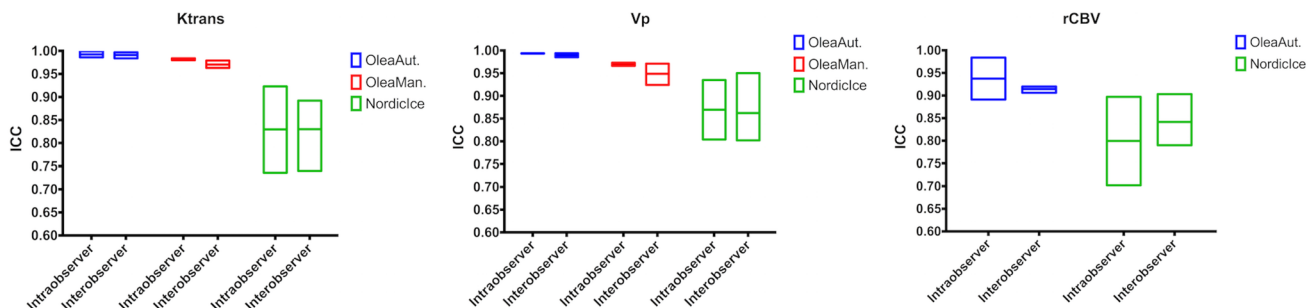 Ktrans
1.00
0.95
0.90
0.85
0.80
0.75
0.70
0.65
0.60
ICC
OleaAut.
OleaMan.
NordicIce
Intraobserver
Interobserver
Intraobserver
Interobserver
Intraobserver
Interobserver
Vp
1.00
0.95
0.90
0.85
0.80
0.75
0.70
0.65
0.60
ICC
OleaAut.
OleaMan.
NordicIce
Intraobserver
Interobserver
Intraobserver
Interobserver
Intraobserver
Interobserver
rCBV
1.00
0.95
0.90
0.85
0.80
0.75
0.70
0.65
0.60
ICC
OleaAut.
NordicIce
Intraobserver
Interobserver
Intraobserver
Interobserver